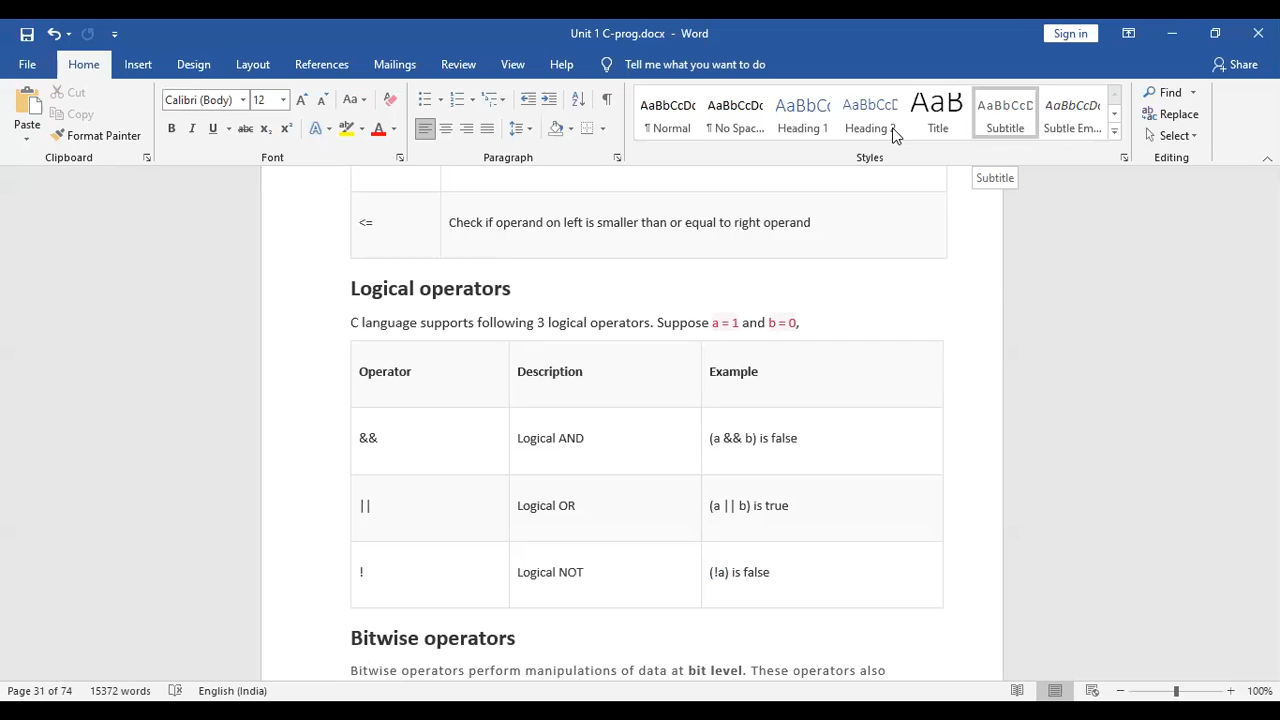 Unit 1 C-prog.docx - Word
Sign in
File Home Insert Design Layout References Mailings Review View Help Tell me what you want to do Share
Paste Cut
Copy
Format Painter
Clipboard
Calibri (Body) 12 Aa
B I U abc X₂ X² A A
Font
Paragraph
AaBbCcDc AaBbCcDc AaBbCc AaBbCcD AaB AaBbCcD AaBbCcDc
¶ Normal ¶ No Spac... Heading 1 Heading 2 Title Subtitle Subtle Em...
Styles
Find
Replace
Select
Editing
Subtitle
<= Check if operand on left is smaller than or equal to right operand
Logical operators
C language supports following 3 logical operators. Suppose a = 1 and b = 0,
Operator Description Example
&& Logical AND (a && b) is false
|| Logical OR (a || b) is true
! Logical NOT (!a) is false
Bitwise operators
Bitwise operators perform manipulations of data at bit level. These operators also
Page 31 of 74 15372 words English (India) 100%